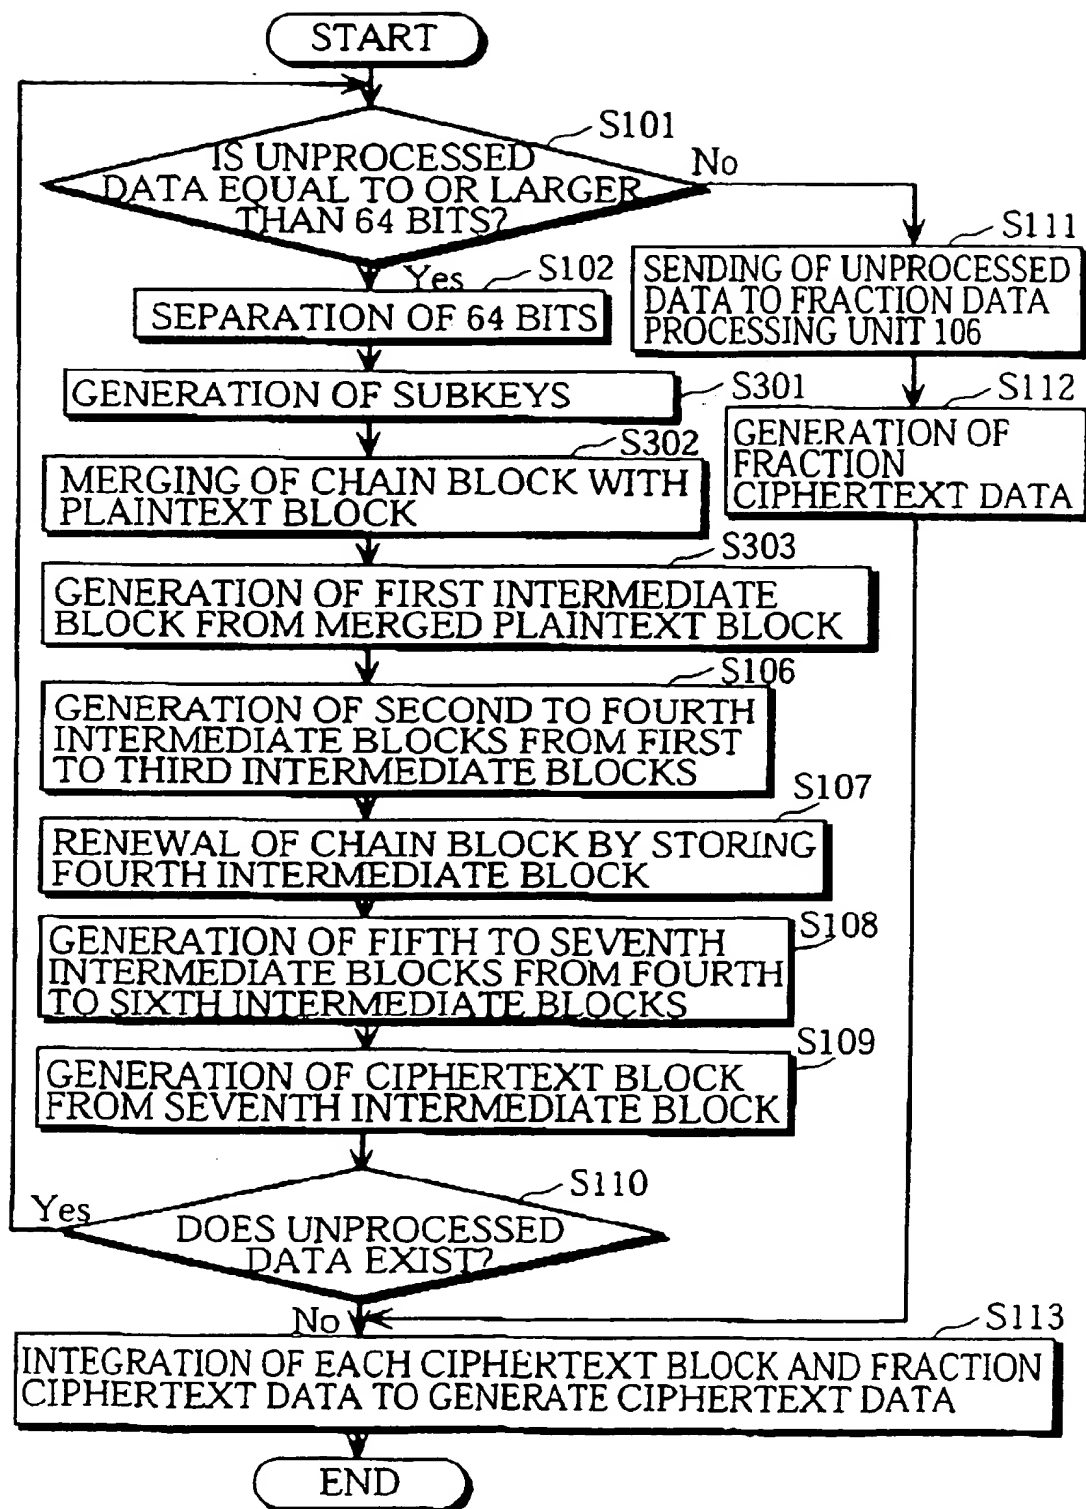 START
S101
IS UNPROCESSED
DATA EQUAL TO OR LARGER
THAN 64 BITS?
No
Yes
S102
SEPARATION OF 64 BITS
S111
SENDING OF UNPROCESSED
DATA TO FRACTION DATA
PROCESSING UNIT 106
GENERATION OF SUBKEYS
S301
S112
GENERATION OF
FRACTION
CIPHERTEXT DATA
S302
MERGING OF CHAIN BLOCK WITH
PLAINTEXT BLOCK
S303
GENERATION OF FIRST INTERMEDIATE
BLOCK FROM MERGED PLAINTEXT BLOCK
S106
GENERATION OF SECOND TO FOURTH
INTERMEDIATE BLOCKS FROM FIRST
TO THIRD INTERMEDIATE BLOCKS
S107
RENEWAL OF CHAIN BLOCK BY STORING
FOURTH INTERMEDIATE BLOCK
S108
GENERATION OF FIFTH TO SEVENTH
INTERMEDIATE BLOCKS FROM FOURTH
TO SIXTH INTERMEDIATE BLOCKS
S109
GENERATION OF CIPHERTEXT BLOCK
FROM SEVENTH INTERMEDIATE BLOCK
S110
Yes
DOES UNPROCESSED
DATA EXIST?
No
S113
INTEGRATION OF EACH CIPHERTEXT BLOCK AND FRACTION
CIPHERTEXT DATA TO GENERATE CIPHERTEXT DATA
END